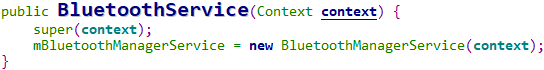 public BluetoothService(Context context) {
    super(context);
    mBluetoothManagerService = new BluetoothManagerService(context);
}